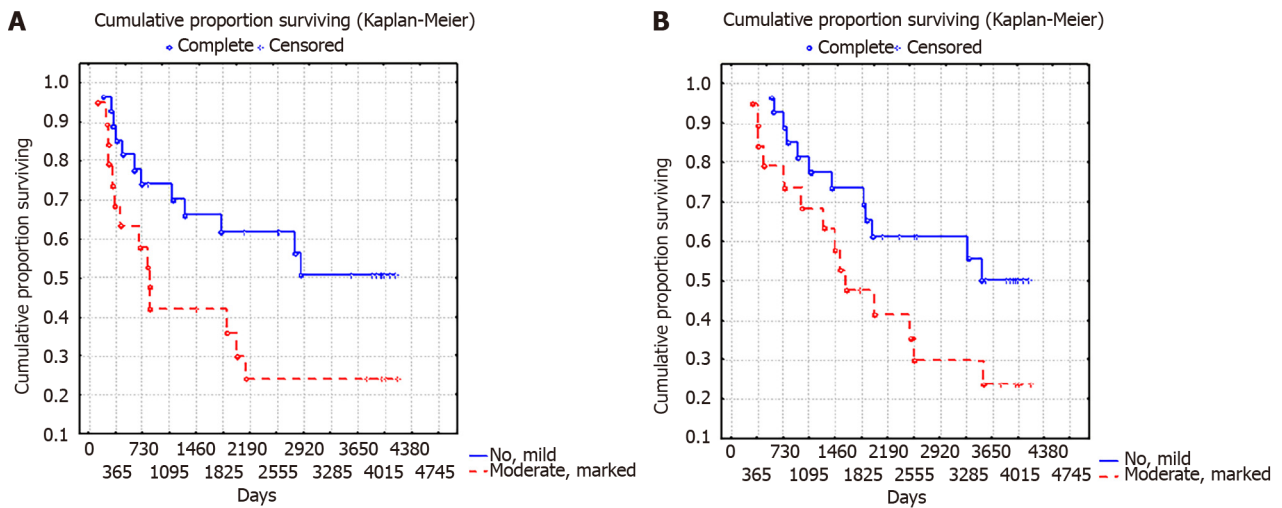 A
Cumulative proportion surviving (Kaplan-Meier)
Complete Censored
Cumulative proportion surviving
1.0
0.9
0.8
0.7
0.6
0.5
0.4
0.3
0.2
0.1
0 730 1460 2190 2920 3650 4380
365 1095 1825 2555 3285 4015 4745
Days
No, mild
Moderate, marked
B
Cumulative proportion surviving (Kaplan-Meier)
Complete Censored
Cumulative proportion surviving
1.0
0.9
0.8
0.7
0.6
0.5
0.4
0.3
0.2
0.1
0 730 1460 2190 2920 3650 4380
365 1095 1825 2555 3285 4015 4745
Days
No, mild
Moderate, marked